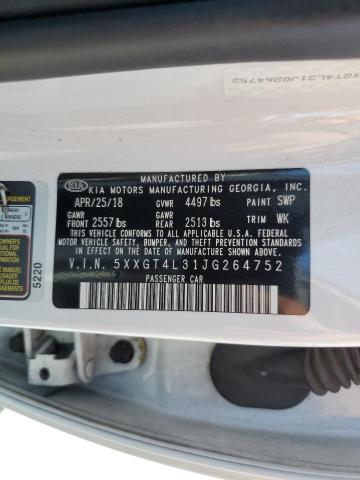 XXGT4L31JG264752
KIA
KIA MOTORS MANUFACTURING GEORGIA, INC.
APR/25/18 GVWR 4497 lbs PAINT SWP
GAWR FRONT 2557 lbs GAWR REAR 2513 lbs TRIM WK
THIS VEHICLE CONFORMS TO ALL APPLICABLE U.S.A. FEDERAL
MOTOR VEHICLE SAFETY, BUMPER, AND THEFT PREVENTION
STANDARDS IN EFFECT ON THE DATE OF MANUFACTURE SHOWN ABOVE.
V.I.N. 5XXGT4L31JG264752
PASSENGER CAR
5220